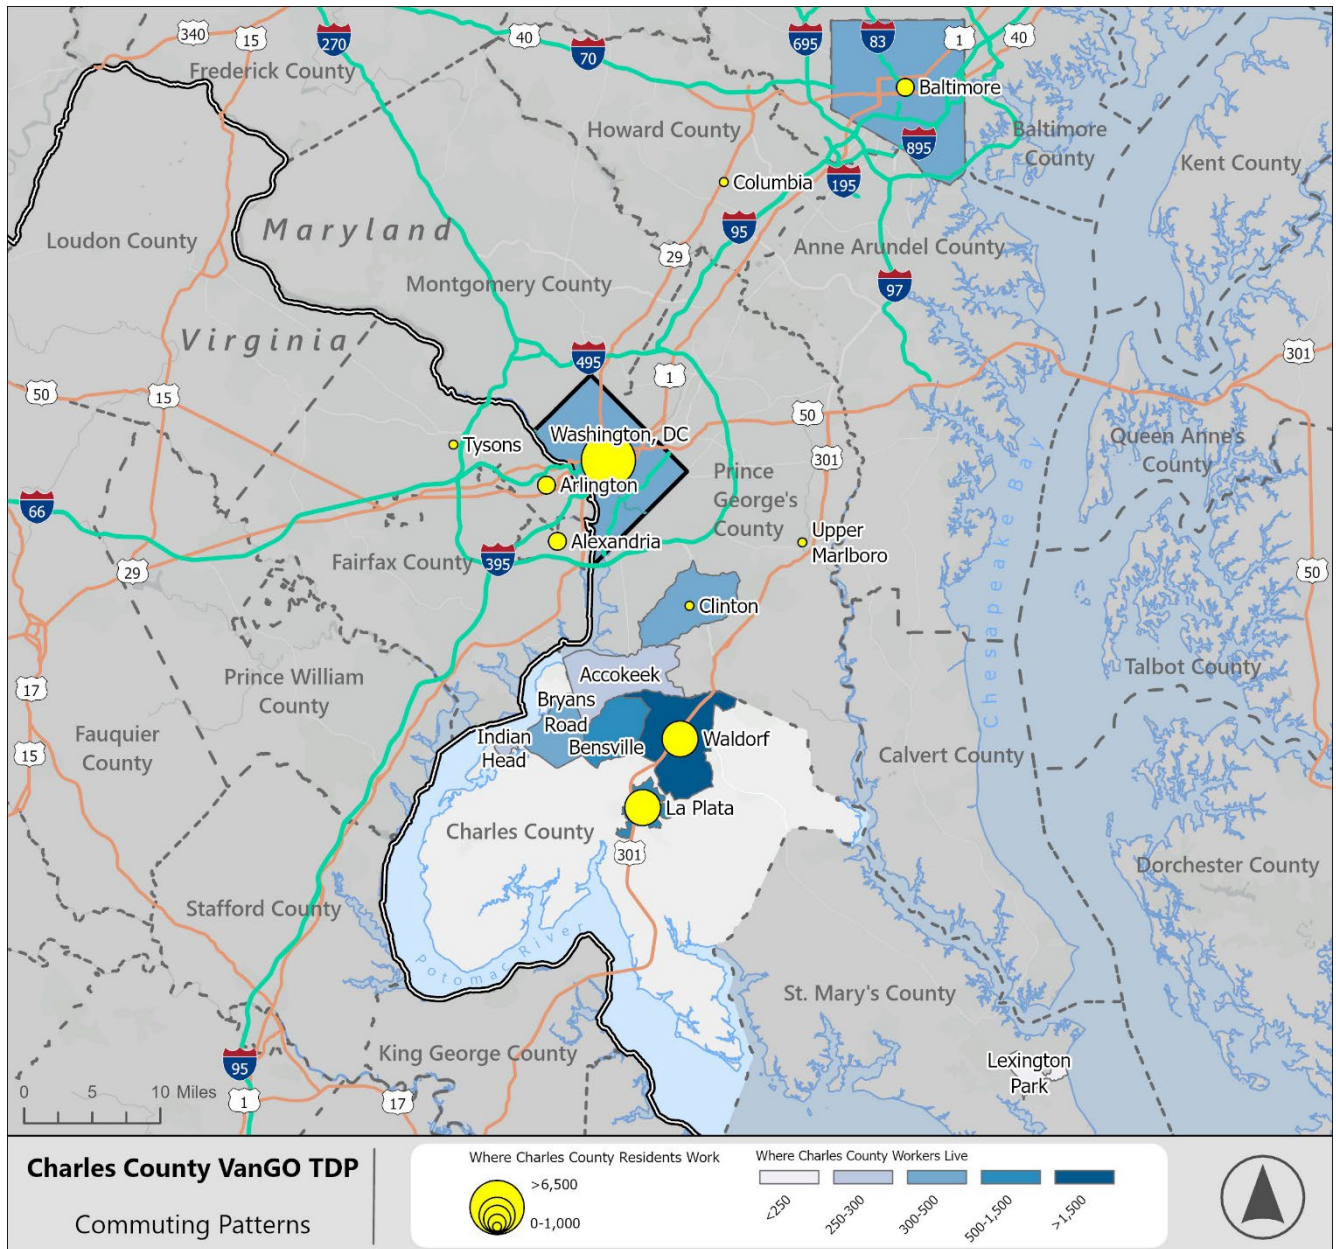 340
15
270
40
70
695
83
1
40
Frederick County
Baltimore
Howard County
895
Baltimore
County
Kent County
Columbia
195
Maryland
Loudon County
95
29
Anne Arundel County
Montgomery County
97
Virginia
495
301
1
50
15
50
Washington, DC
Tysons
Queen Anne's
County
301
Prince
George's
County
Arlington
66
Upper
Marlboro
Alexandria
Fairfax County
395
29
50
Chesapeake Bay
Clinton
Accokeek
Talbot County
Prince William
County
17
Bryans
Road
Fauquier
County
Indian
Head
Bensville
Waldorf
15
Calvert County
La Plata
Charles County
301
Dorchester County
Stafford County
Potomac River
St. Mary's County
King George County
95
Lexington
Park
0 5 10 Miles
1
17
Charles County VanGO TDP
Commuting Patterns
Where Charles County Residents Work
>6,500
0-1,000
Where Charles County Workers Live
<250
250-300
300-500
500-1,500
>1,500